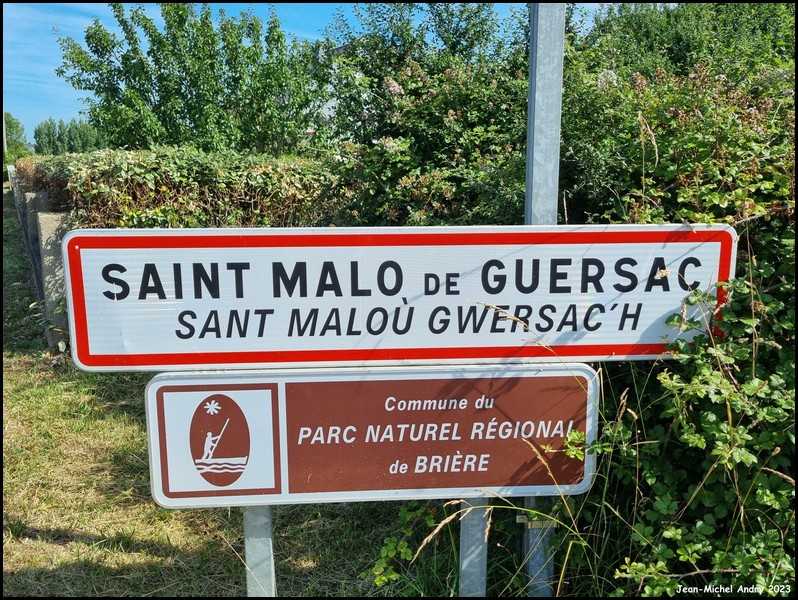 SAINT MALO DE GUERSAC
SANT MALOÙ GWERSAC'H
Commune du
PARC NATUREL RÉGIONAL
de BRIÈRE
Jean-Michel Andry 2023